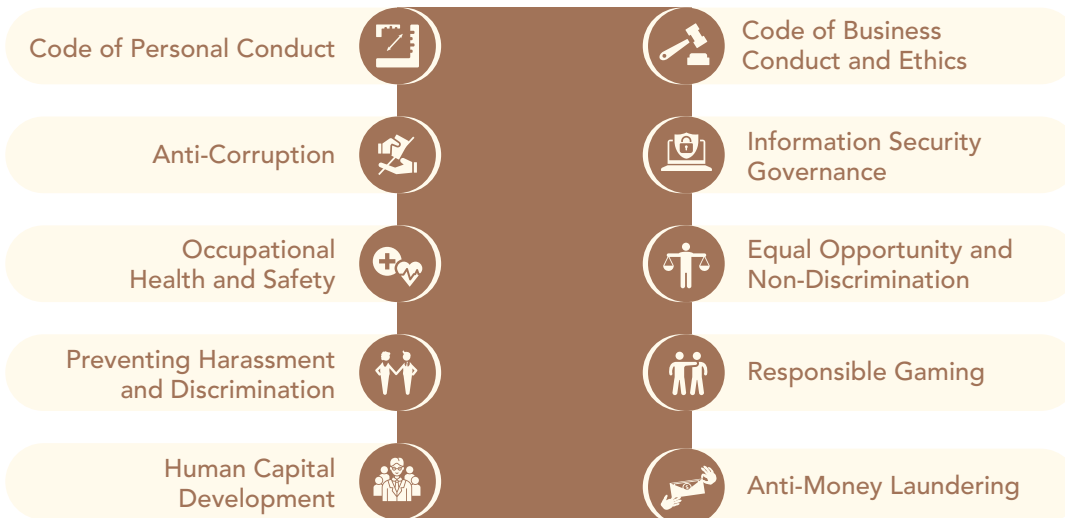 Code of Personal Conduct
Code of Business
Conduct and Ethics
Anti-Corruption
Information Security
Governance
Occupational
Health and Safety
Equal Opportunity and
Non-Discrimination
Preventing Harassment
and Discrimination
Responsible Gaming
Human Capital
Development
Anti-Money Laundering